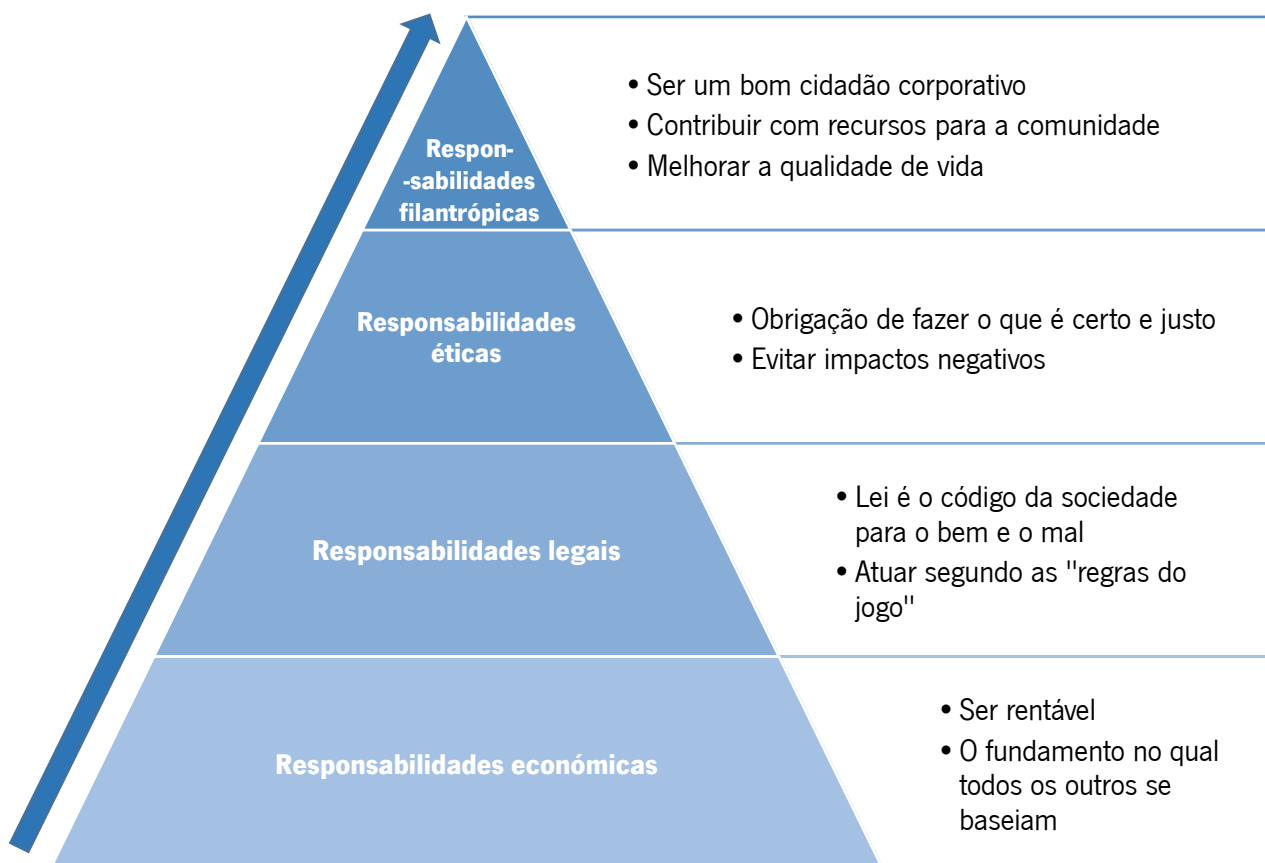 Respon-
-sabilidades
filantrópicas
• Ser um bom cidadão corporativo
• Contribuir com recursos para a comunidade
• Melhorar a qualidade de vida
Responsabilidades
éticas
• Obrigação de fazer o que é certo e justo
• Evitar impactos negativos
Responsabilidades legais
• Lei é o código da sociedade
para o bem e o mal
• Atuar segundo as "regras do
jogo"
Responsabilidades económicas
• Ser rentável
• O fundamento no qual
todos os outros se
baseiam